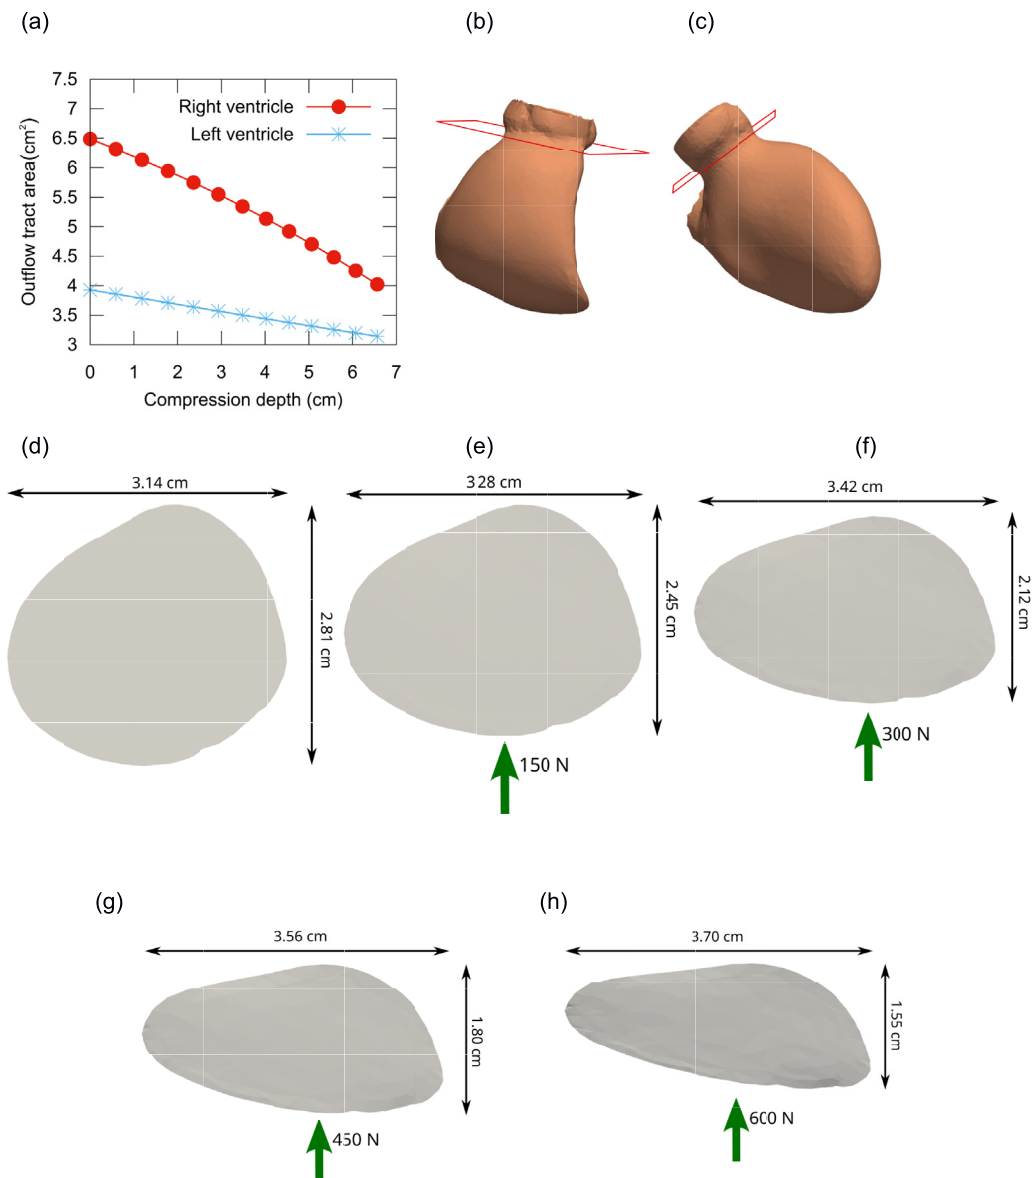 (a)
(b)
(c)
7.5
7
6.5
6
5.5
5
4.5
4
3.5
3
Outflow tract area(cm²)
Right ventricle
Left ventricle
0 1 2 3 4 5 6 7
Compression depth (cm)
(d)
(e)
(f)
3.14 cm
2.81 cm
328 cm
2.45 cm
150 N
3.42 cm
2.12 cm
300 N
(g)
(h)
3.56 cm
1.80 cm
450 N
3.70 cm
1.55 cm
600 N